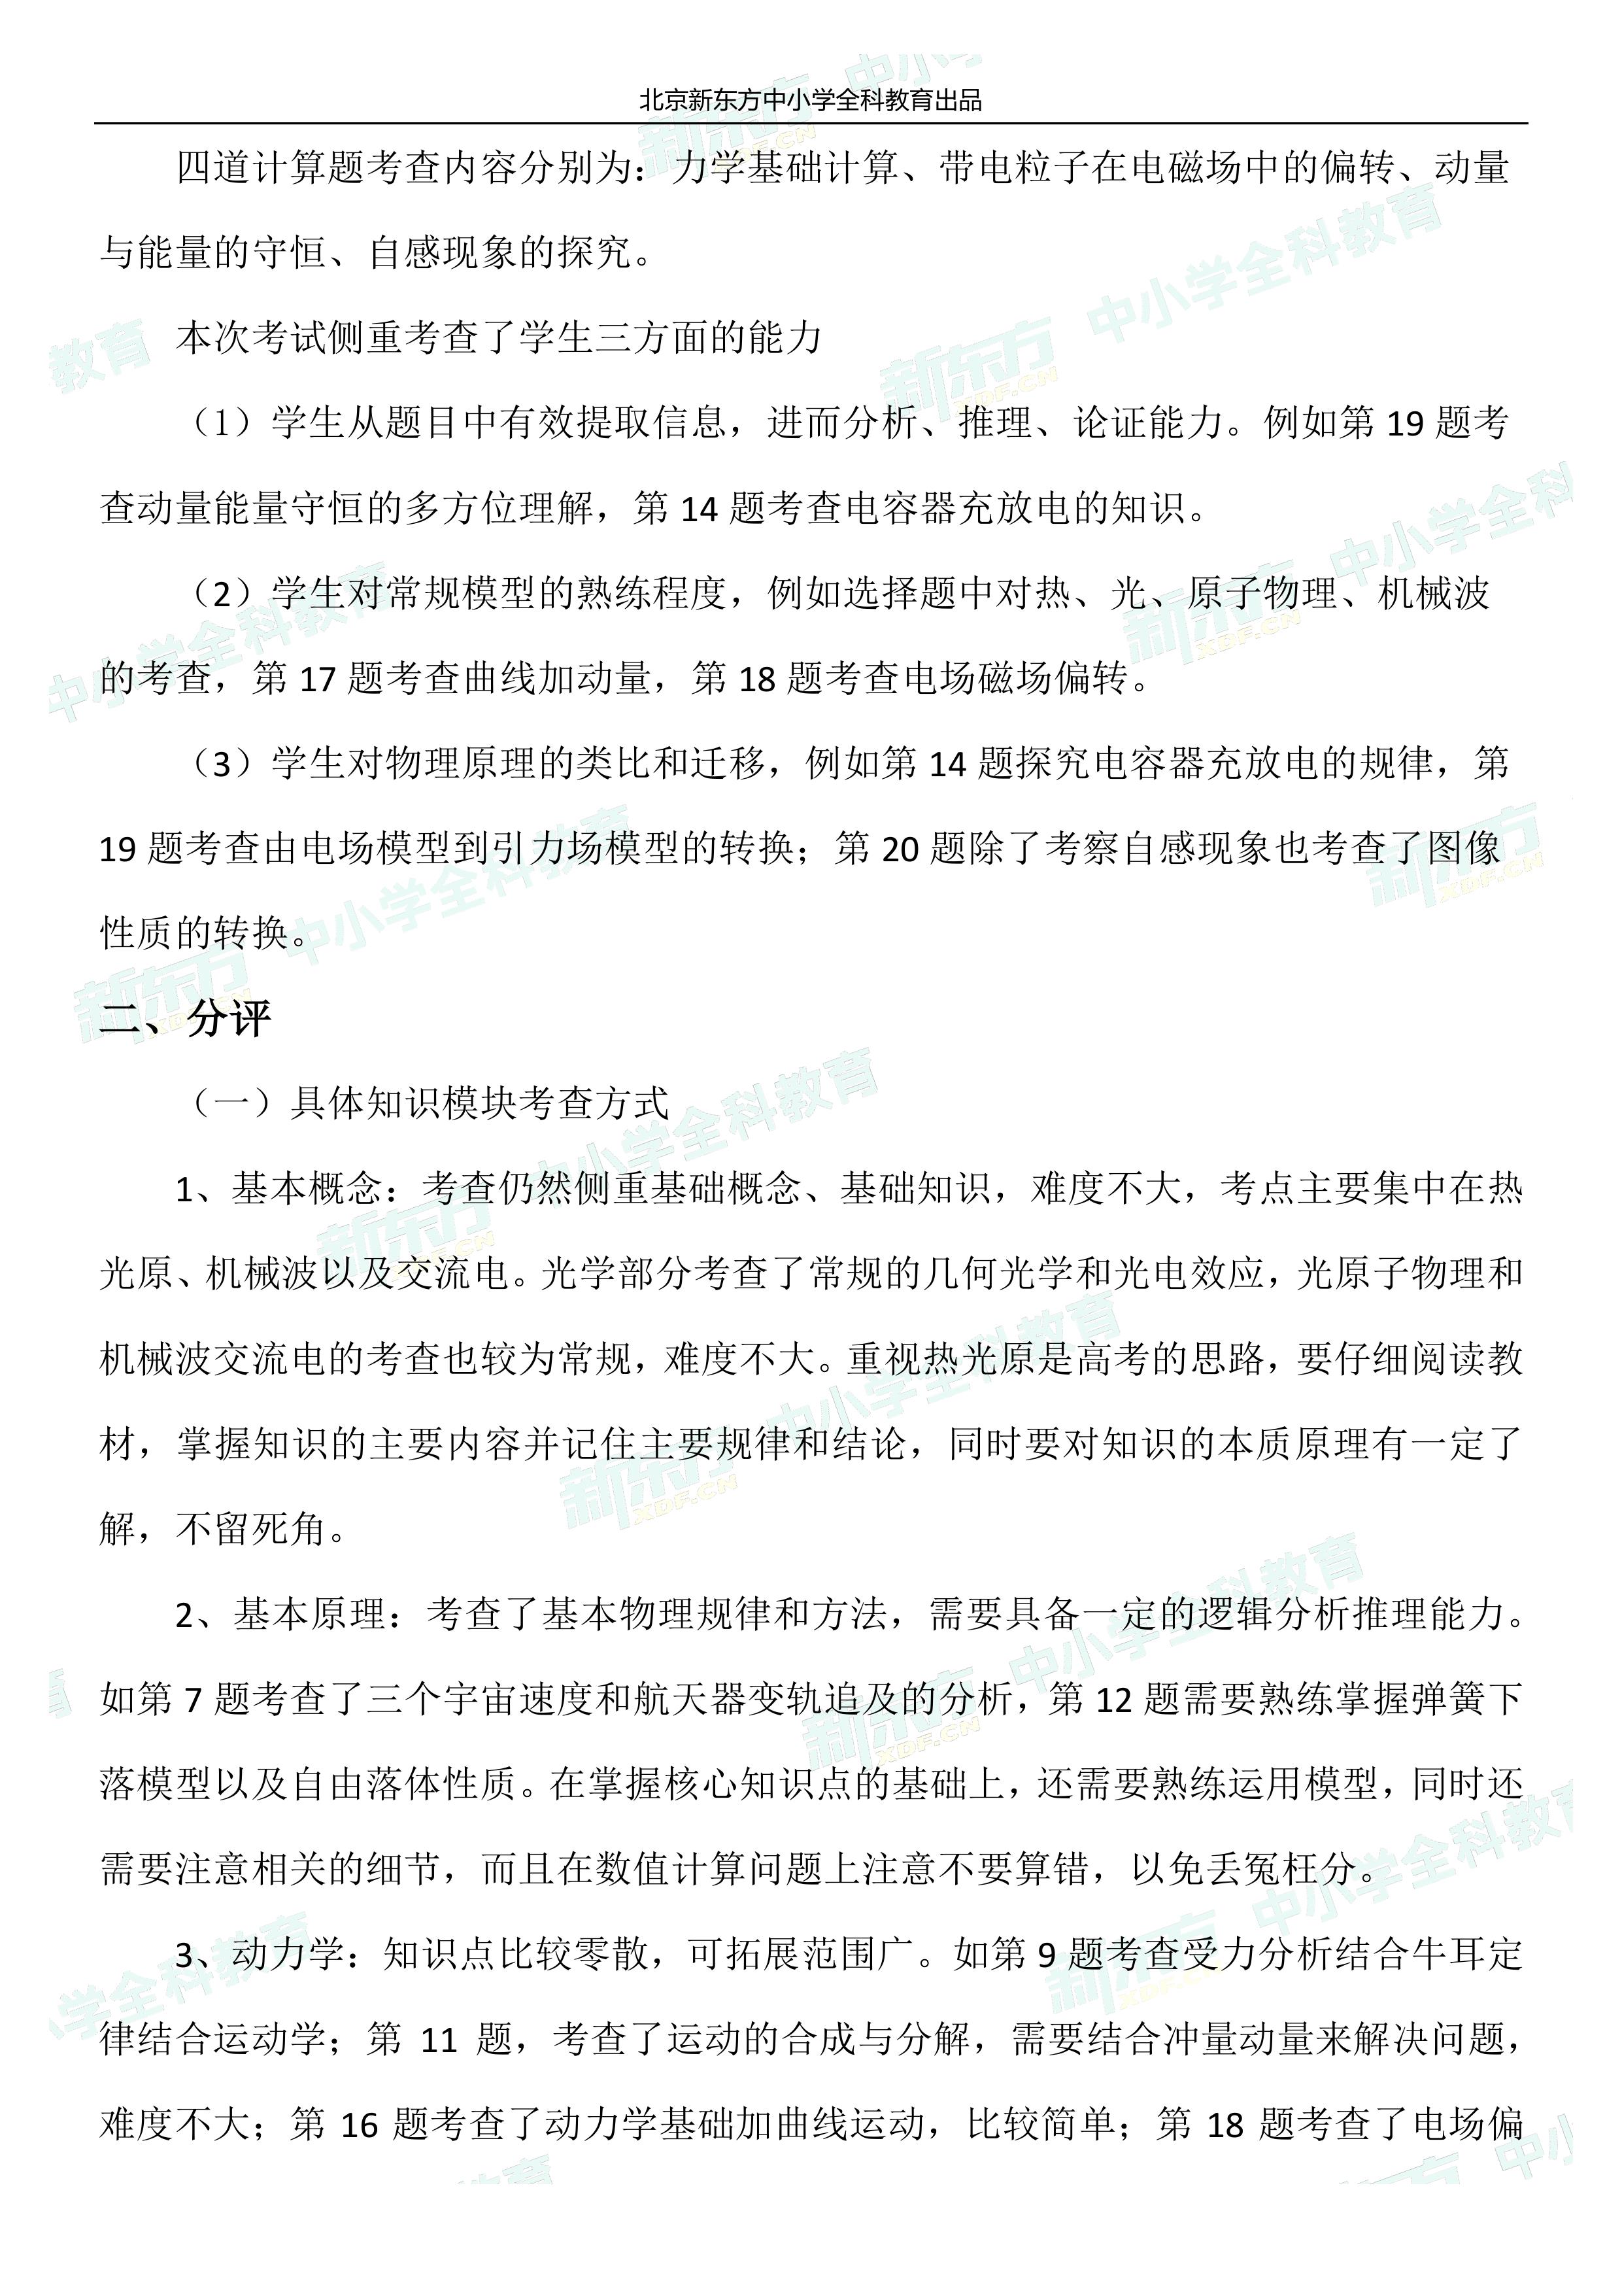 北京新东方中小学全科教育出品
四道计算题考查内容分别为：力学基础计算、带电粒子在电磁场中的偏转、动量
与能量的守恒、自感现象的探究。
本次考试侧重考查了学生三方面的能力
（1）学生从题目中有效提取信息，进而分析、推理、论证能力。例如第 19 题考
查动量能量守恒的多方位理解，第 14 题考查电容器充放电的知识。
（2）学生对常规模型的熟练程度，例如选择题中对热、光、原子物理、机械波
的考查，第 17 题考查曲线加动量，第 18 题考查电场磁场偏转。
（3）学生对物理原理的类比和迁移，例如第 14 题探究电容器充放电的规律，第
19 题考查由电场模型到引力场模型的转换；第 20 题除了考察自感现象也考查了图像
性质的转换。
二、分评
（一）具体知识模块考查方式
1、基本概念：考查仍然侧重基础概念、基础知识，难度不大，考点主要集中在热
光原、机械波以及交流电。光学部分考查了常规的几何光学和光电效应，光原子物理和
机械波交流电的考查也较为常规，难度不大。重视热光原是高考的思路，要仔细阅读教
材，掌握知识的主要内容并记住主要规律和结论，同时要对知识的本质原理有一定了
解，不留死角。
2、基本原理：考查了基本物理规律和方法，需要具备一定的逻辑分析推理能力。
如第 7 题考查了三个宇宙速度和航天器变轨追及的分析，第 12 题需要熟练掌握弹簧下
落模型以及自由落体性质。在掌握核心知识点的基础上，还需要熟练运用模型，同时还
需要注意相关的细节，而且在数值计算问题上注意不要算错，以免丢冤枉分。
3、动力学：知识点比较零散，可拓展范围广。如第 9 题考查受力分析结合牛耳定
律结合运动学；第 11 题，考查了运动的合成与分解，需要结合冲量动量来解决问题，
难度不大；第 16 题考查了动力学基础加曲线运动，比较简单；第 18 题考查了电场偏